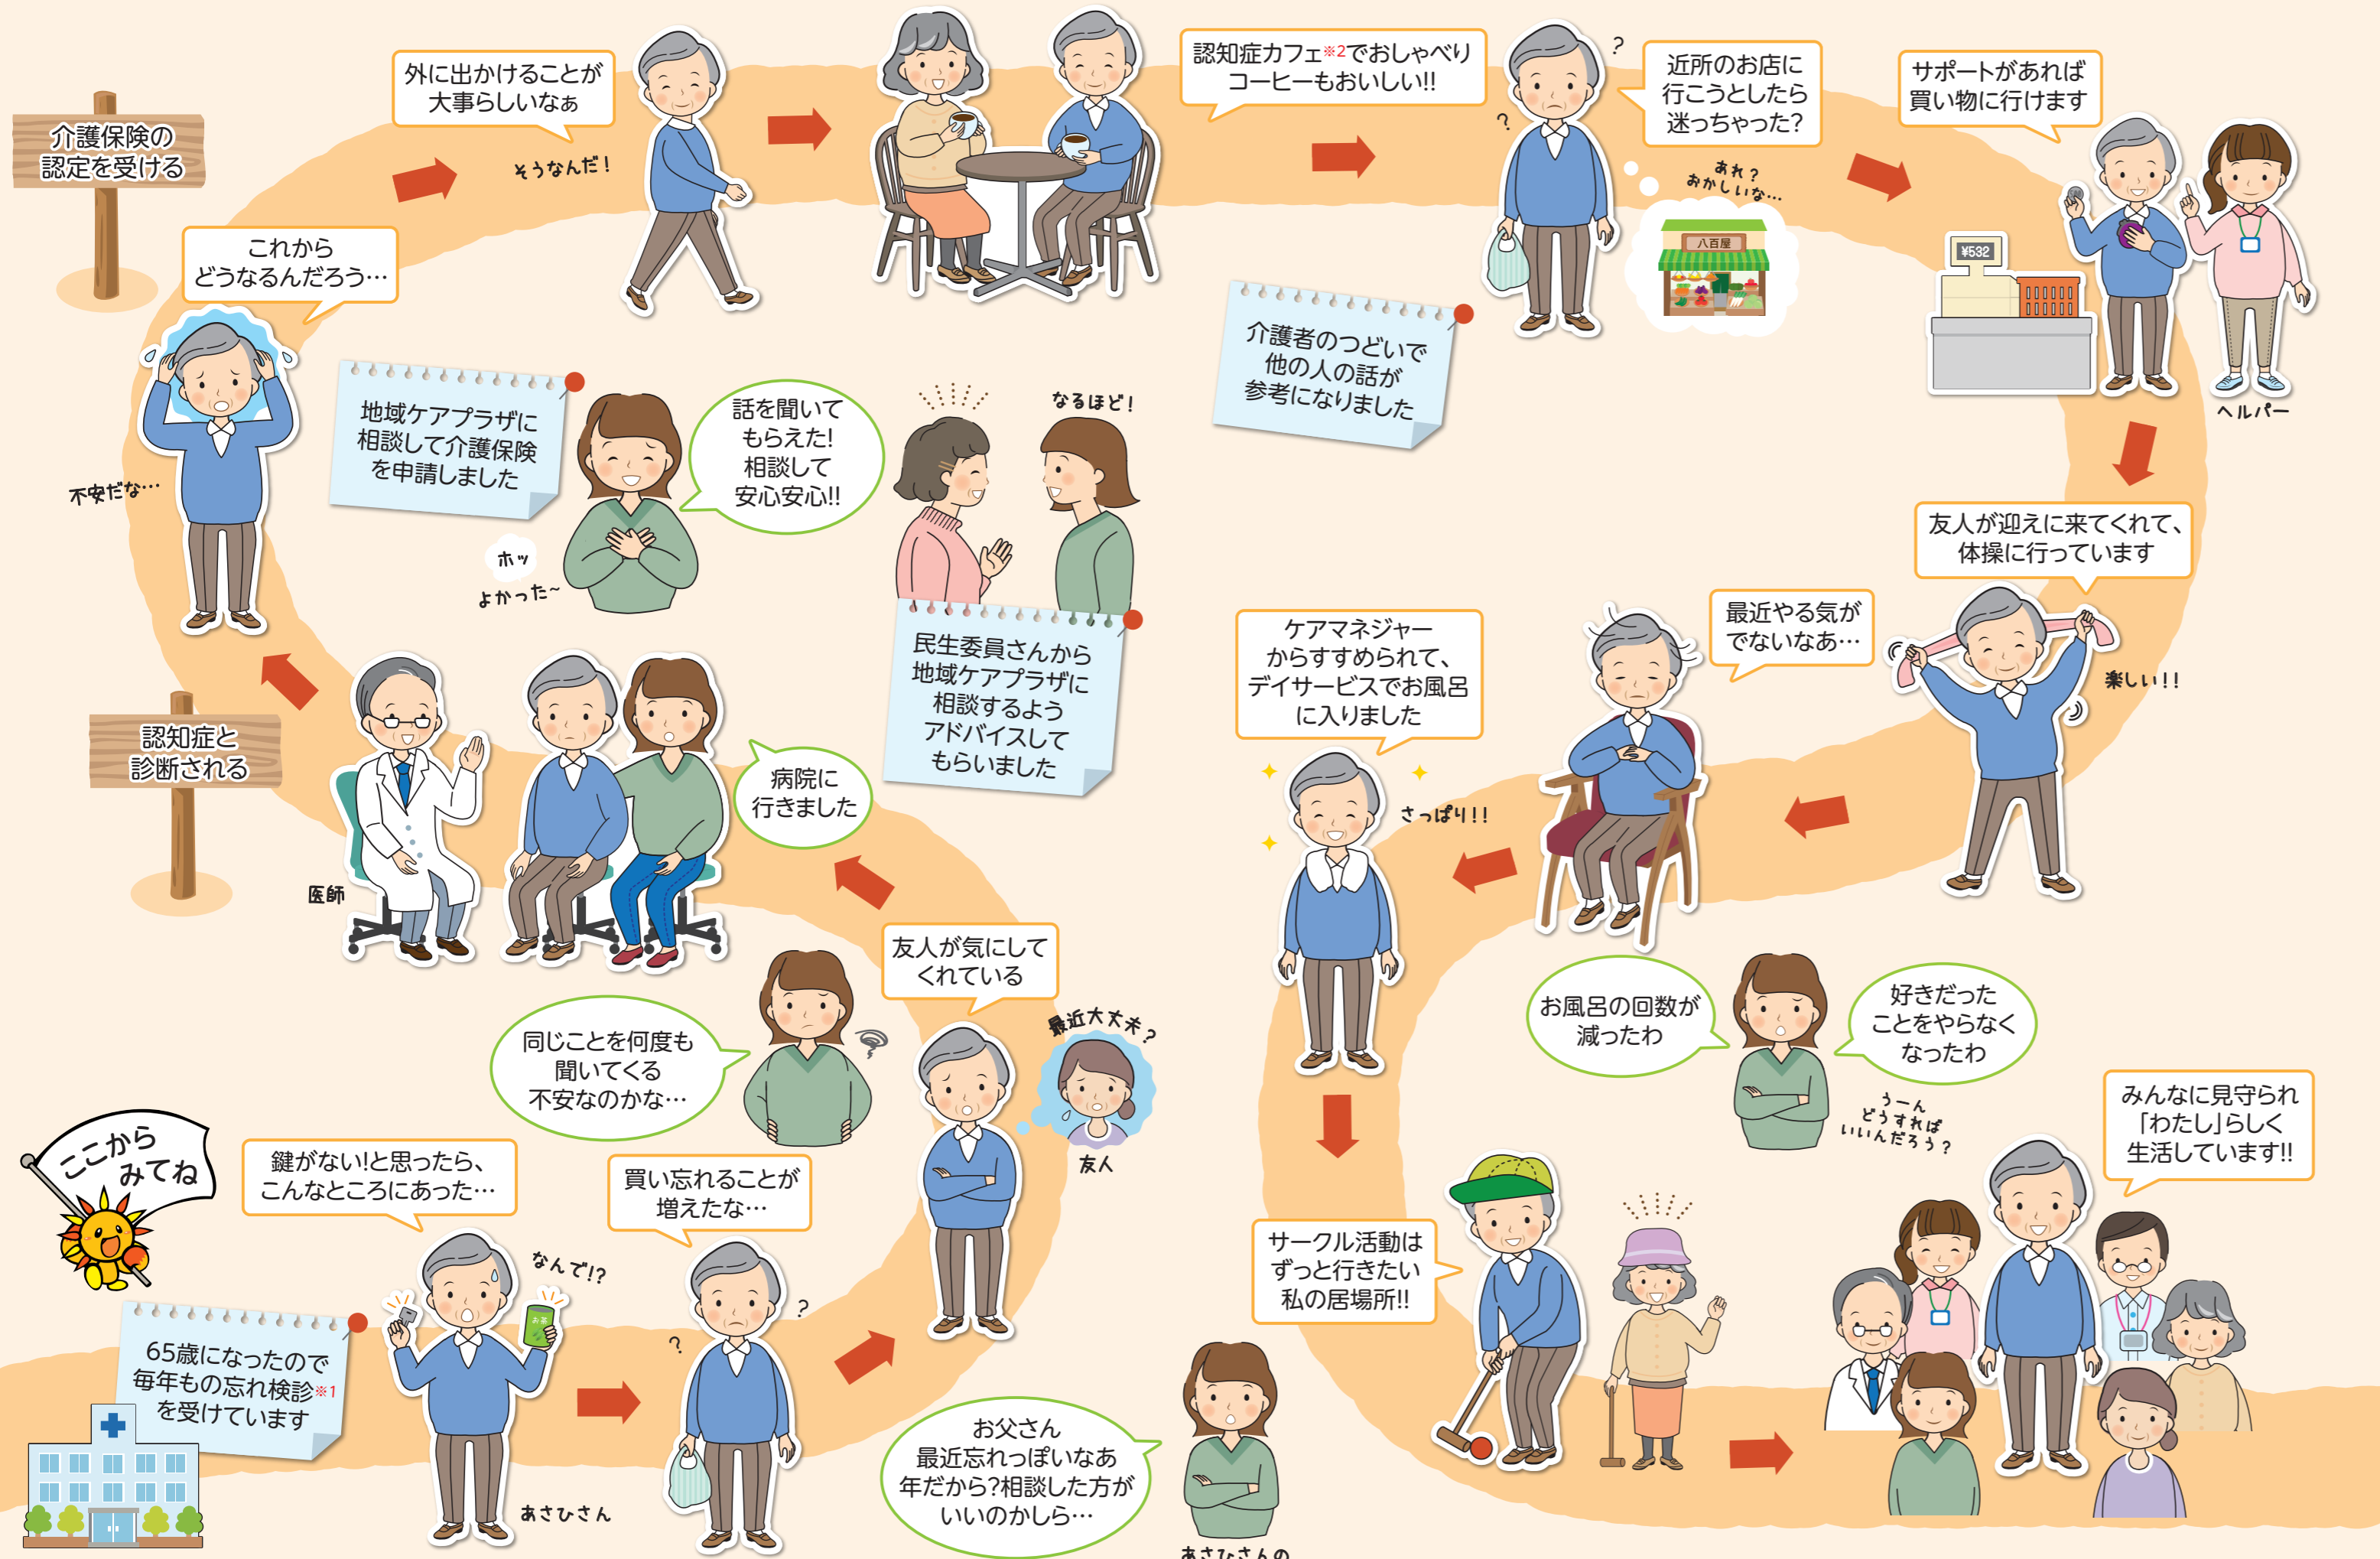 ここから
みてね
65歳になったので
毎年もの忘れ検診※1
を受けています
鍵がない!と思ったら、
こんなところにあった…
なんで!?
お茶
あさひさん
買い忘れることが
増えたな…
?
?
お父さん
最近忘れっぽいなあ
年だから?相談した方が
いいのかしら…
あさひさんの
友人が気にして
くれている
最近大丈夫?
友人
同じことを何度も
聞いてくる
不安なのかな…
病院に
行きました
医師
認知症と
診断される
民生委員さんから
地域ケアプラザに
相談するよう
アドバイスして
もらいました
なるほど!
これから
どうなるんだろう…
不安だな…
地域ケアプラザに
相談して介護保険
を申請しました
話を聞いて
もらえた!
相談して
安心安心!!
ホッ
よかった~
介護保険の
認定を受ける
外に出かけることが
大事らしいなぁ
そうなんだ!
認知症カフェ※2でおしゃべり
コーヒーもおいしい!!
介護者のつどいで
他の人の話が
参考になりました
近所のお店に
行こうとしたら
迷っちゃった?
?
?
あれ?
おかしいな…
八百屋
サポートがあれば
買い物に行けます
¥532
ヘルパー
友人が迎えに来てくれて、
体操に行っています
楽しい!!
最近やる気が
でないなあ…
お風呂の回数が
減ったわ
好きだった
ことをやらなく
なったわ
うーん
どうすれば
いいんだろう?
ケアマネジャー
からすすめられて、
デイサービスでお風呂
に入りました
さっぱり!!
サークル活動は
ずっと行きたい
私の居場所!!
みんなに見守られ
「わたし」らしく
生活しています!!